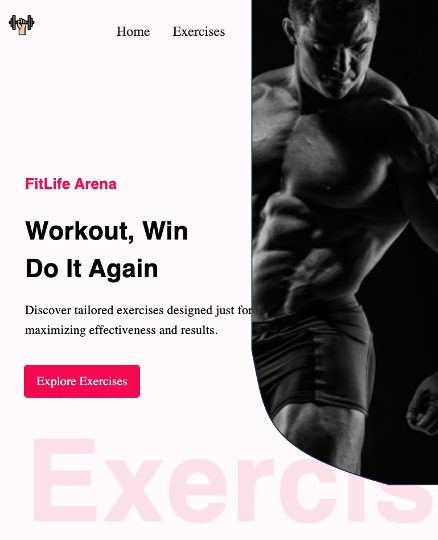 Home Exercises
FitLife Arena
Workout, Win
Do It Again
Discover tailored exercises designed just for
maximizing effectiveness and results.
Explore Exercises
Exercis